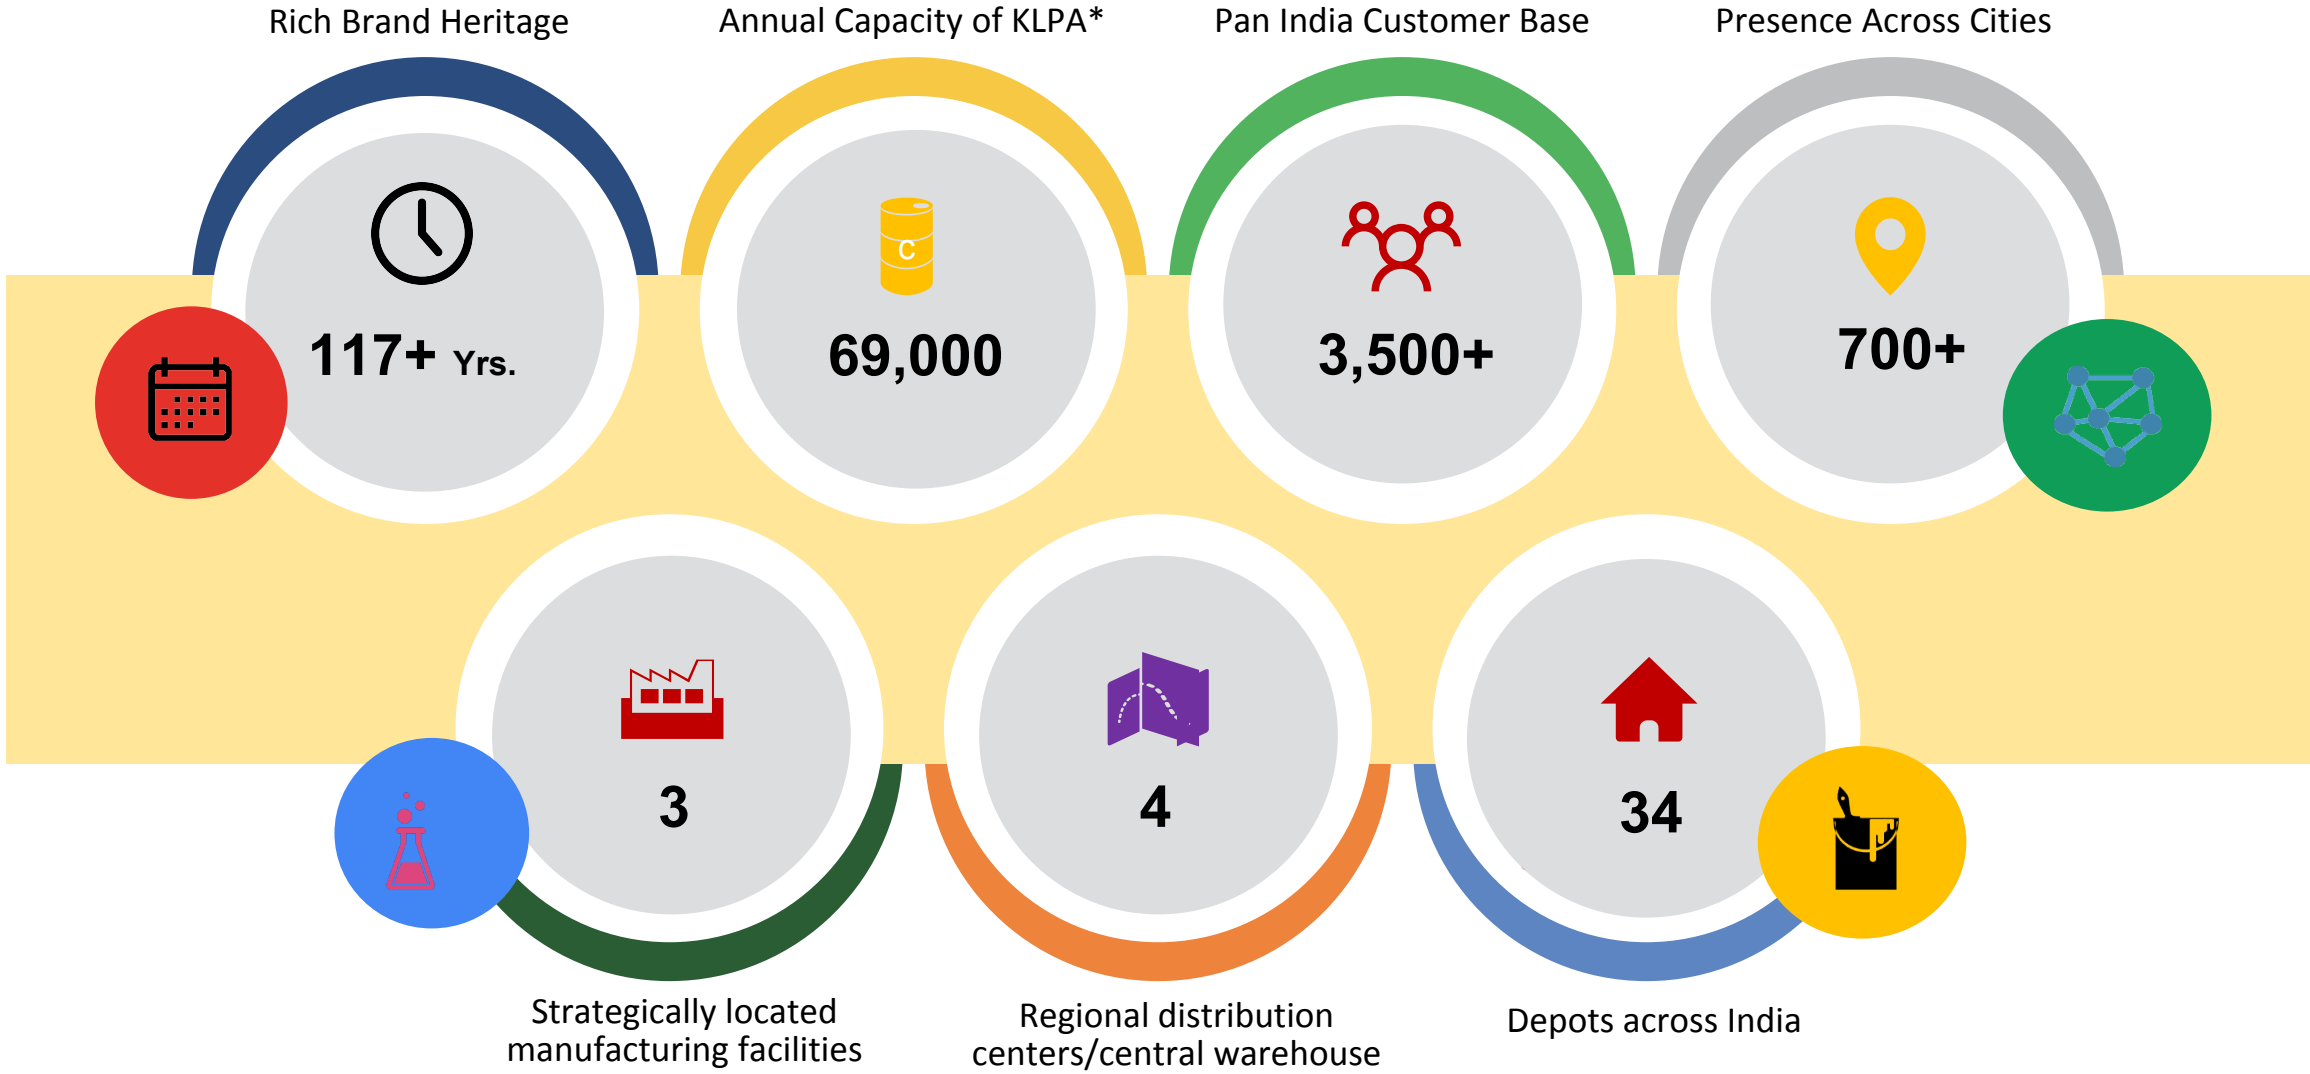 Rich Brand Heritage
Annual Capacity of KLPA*
Pan India Customer Base
Presence Across Cities
117+ Yrs.
C
69,000
3,500+
700+
3
4
34
Strategically located
manufacturing facilities
Regional distribution
centers/central warehouse
Depots across India